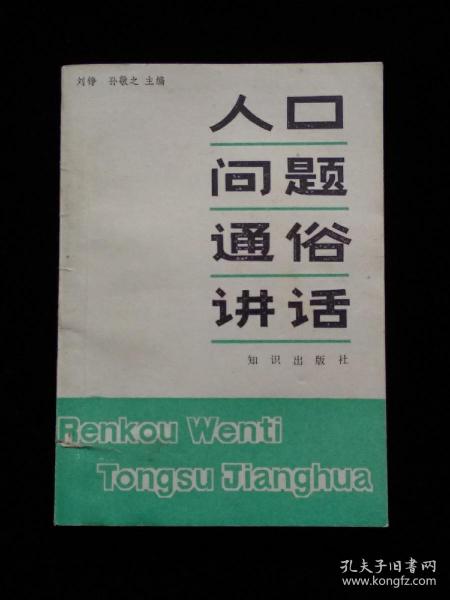 刘铮 孙敬之 主编
人口
问题
通俗
讲话
知识出版社
Renkou Wenti
Tongsu Jianghua
孔夫子旧书网
www.kongfz.com